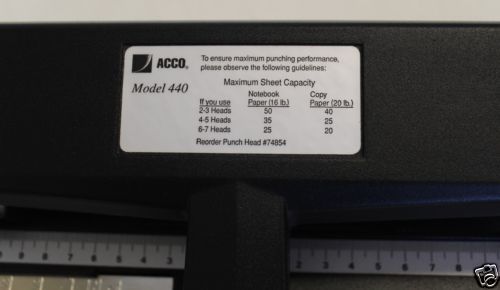 ACCO®
To ensure maximum punching performance,
please observe the following guidelines:
Model 440
Maximum Sheet Capacity
Notebook Copy
If you use Paper (16 lb.) Paper (20 lb.)
2-3 Heads 50 40
4-5 Heads 35 25
6-7 Heads 25 20
Reorder Punch Head #74854